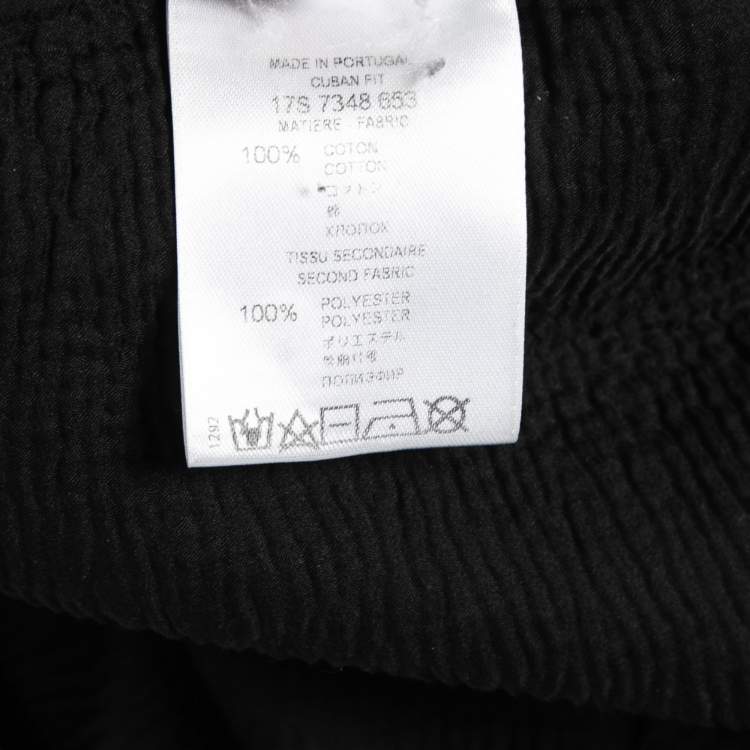 MADE IN PORTUGAL
CUBAN FIT
17S 7348 653
MATIERE FABRIC
100% COTON
COTTON
コットン
棉
ХЛОПОК
TISSU SECONDAIRE
SECOND FABRIC
100% POLYESTER
POLYESTER
ポリエステル
ПОЛИЭФИР
1292